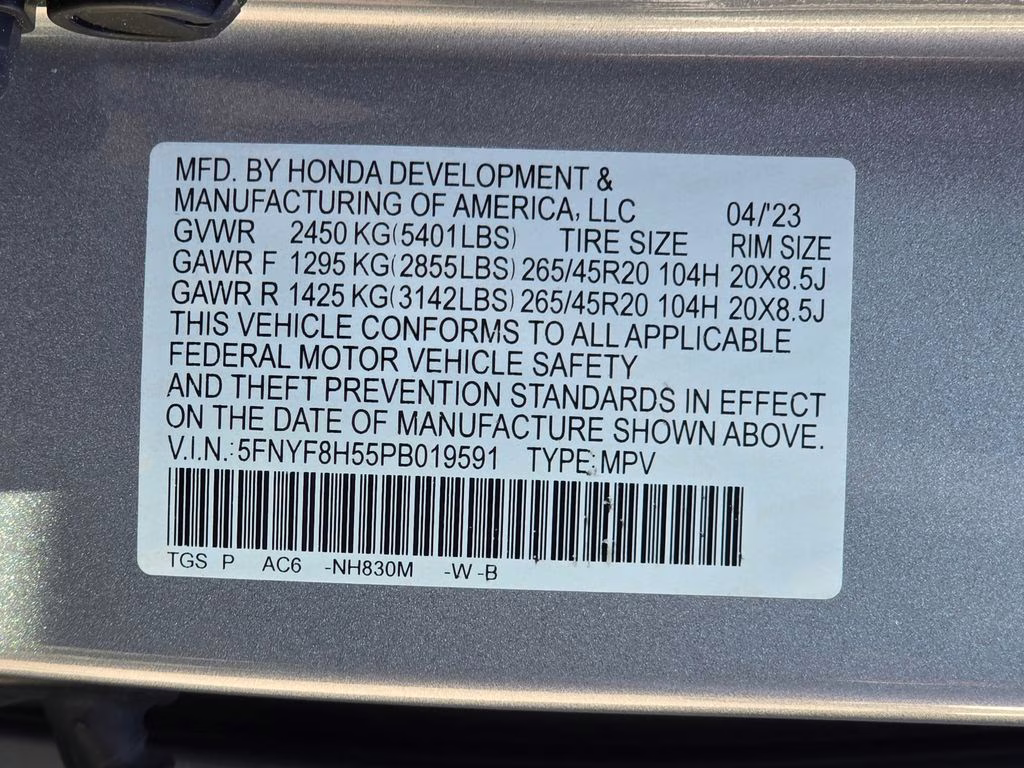 MFD. BY HONDA DEVELOPMENT &
MANUFACTURING OF AMERICA, LLC 04/'23
GVWR 2450 KG(5401LBS) TIRE SIZE RIM SIZE
GAWR F 1295 KG(2855LBS) 265/45R20 104H 20X8.5J
GAWR R 1425 KG(3142LBS) 265/45R20 104H 20X8.5J
THIS VEHICLE CONFORMS TO ALL APPLICABLE
FEDERAL MOTOR VEHICLE SAFETY
AND THEFT PREVENTION STANDARDS IN EFFECT
ON THE DATE OF MANUFACTURE SHOWN ABOVE.
V.I.N.: 5FNYF8H55PB019591 TYPE:MPV
TGS P AC6 -NH830M -W -B